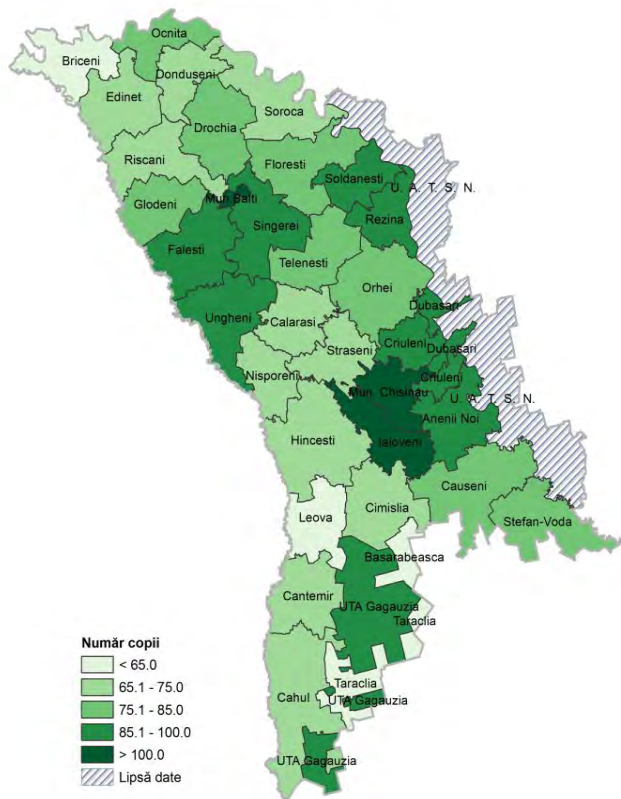 Ocnita
Briceni
Donduseni
Edinet
Soroca
Drochia
Riscani
Floresti
Soldanesti
U. A. T. S. N.
Glodeni
Mun Balti
Singerei
Rezina
Falesti
Telenesti
Orhei
Dubasari
Ungheni
Calarasi
Criuleni
Straseni
Dubasari
Nisporeni
Criuleni
Mun. Chisinau
U. A. T. S. N.
Anenii Noi
Hincesti
Ialoveni
Causeni
Leova
Cimislia
Stefan-Voda
Basarabeasca
Cantemir
UTA Gagauzia
Taraclia
Taraclia
Cahul
UTA Gagauzia
UTA Gagauzia
Număr copii
< 65.0
65.1 - 75.0
75.1 - 85.0
85.1 - 100.0
> 100.0
Lipsă date